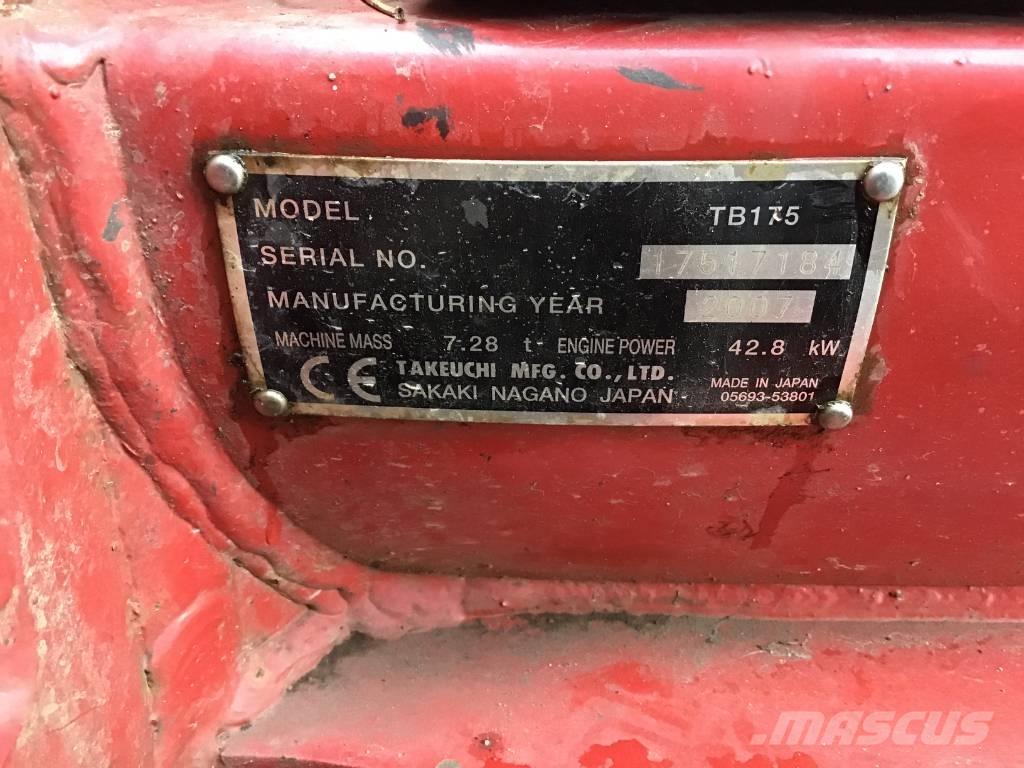 MODEL TB175
SERIAL NO. 17517184
MANUFACTURING YEAR 2007
MACHINE MASS 7.28 t ENGINE POWER 42.8 kW
CE TAKEUCHI MFG. CO., LTD. MADE IN JAPAN
SAKAKI NAGANO JAPAN 05693-53801
MASCUS